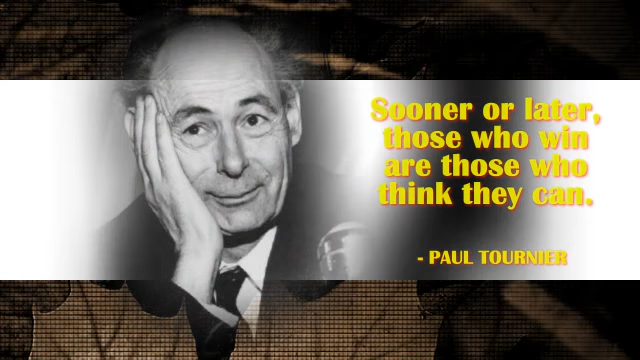 Sooner or later,
those who win
are those who
think they can.
- PAUL TOURNIER